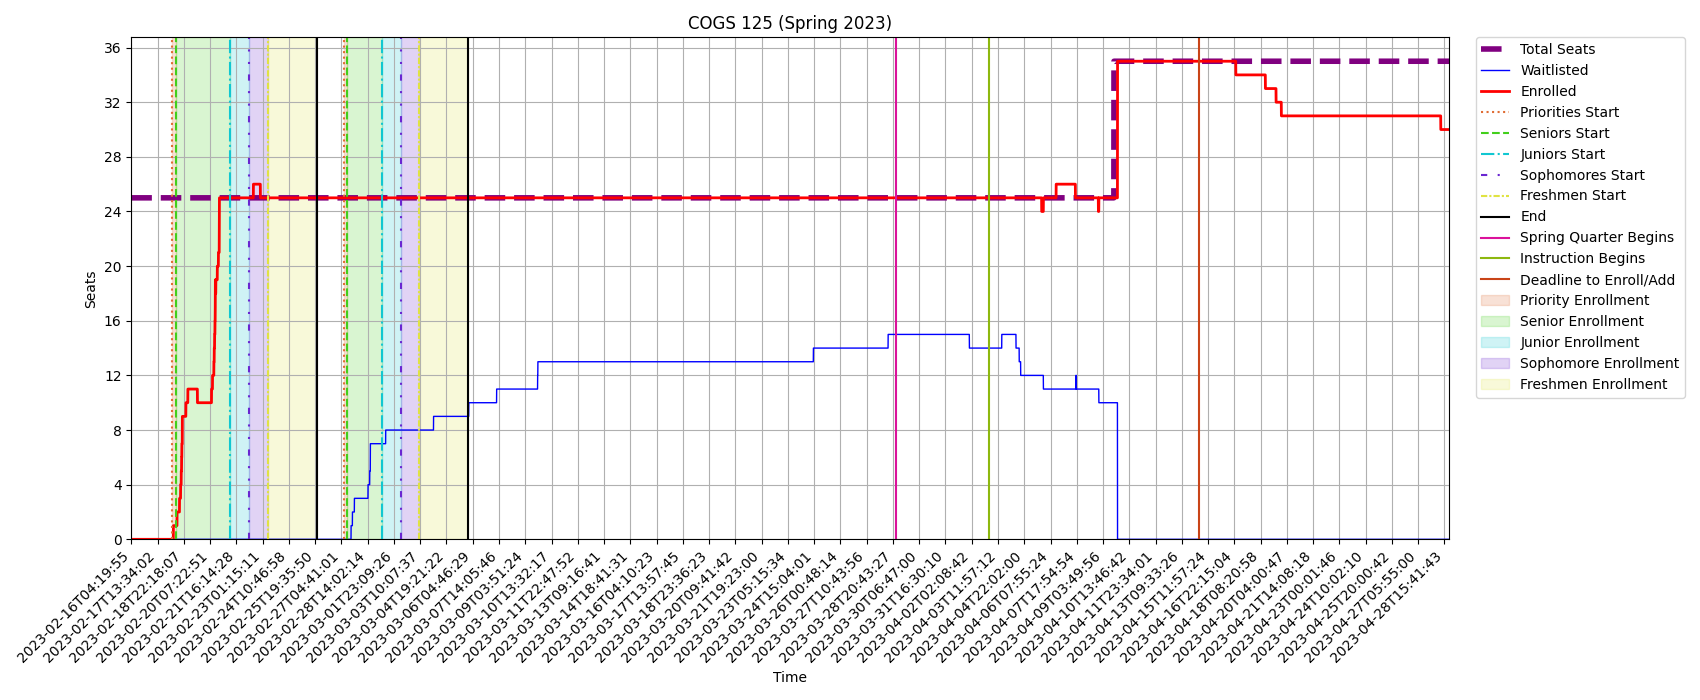 COGS 125 (Spring 2023)
36
32
28
24
20
16
12
8
4
0
Seats
2023-02-16T04:19:55
2023-02-17T13:34:02
2023-02-18T22:18:07
2023-02-20T07:22:51
2023-02-21T16:14:28
2023-02-23T01:15:11
2023-02-24T10:46:58
2023-02-25T19:35:50
2023-02-27T04:41:01
2023-02-28T14:02:14
2023-03-01T23:09:26
2023-03-03T10:07:37
2023-03-04T19:21:22
2023-03-06T04:46:29
2023-03-07T14:05:46
2023-03-09T03:51:24
2023-03-10T13:32:17
2023-03-11T22:47:52
2023-03-13T09:16:41
2023-03-14T18:41:31
2023-03-16T04:10:23
2023-03-17T13:57:45
2023-03-18T23:36:23
2023-03-20T09:41:42
2023-03-21T19:23:00
2023-03-23T05:15:34
2023-03-24T15:04:01
2023-03-26T00:48:14
2023-03-27T10:43:56
2023-03-28T20:43:27
2023-03-30T06:47:00
2023-03-31T16:30:10
2023-04-02T02:08:42
2023-04-03T11:57:12
2023-04-04T22:02:00
2023-04-06T07:55:24
2023-04-07T17:54:54
2023-04-09T03:49:56
2023-04-10T13:46:42
2023-04-11T23:34:01
2023-04-13T09:33:26
2023-04-15T11:57:24
2023-04-16T22:15:04
2023-04-18T08:20:58
2023-04-20T04:00:47
2023-04-21T14:08:18
2023-04-23T00:01:46
2023-04-24T10:02:10
2023-04-25T20:00:42
2023-04-27T05:55:00
2023-04-28T15:41:43
Time
Total Seats
Waitlisted
Enrolled
Priorities Start
Seniors Start
Juniors Start
Sophomores Start
Freshmen Start
End
Spring Quarter Begins
Instruction Begins
Deadline to Enroll/Add
Priority Enrollment
Senior Enrollment
Junior Enrollment
Sophomore Enrollment
Freshmen Enrollment